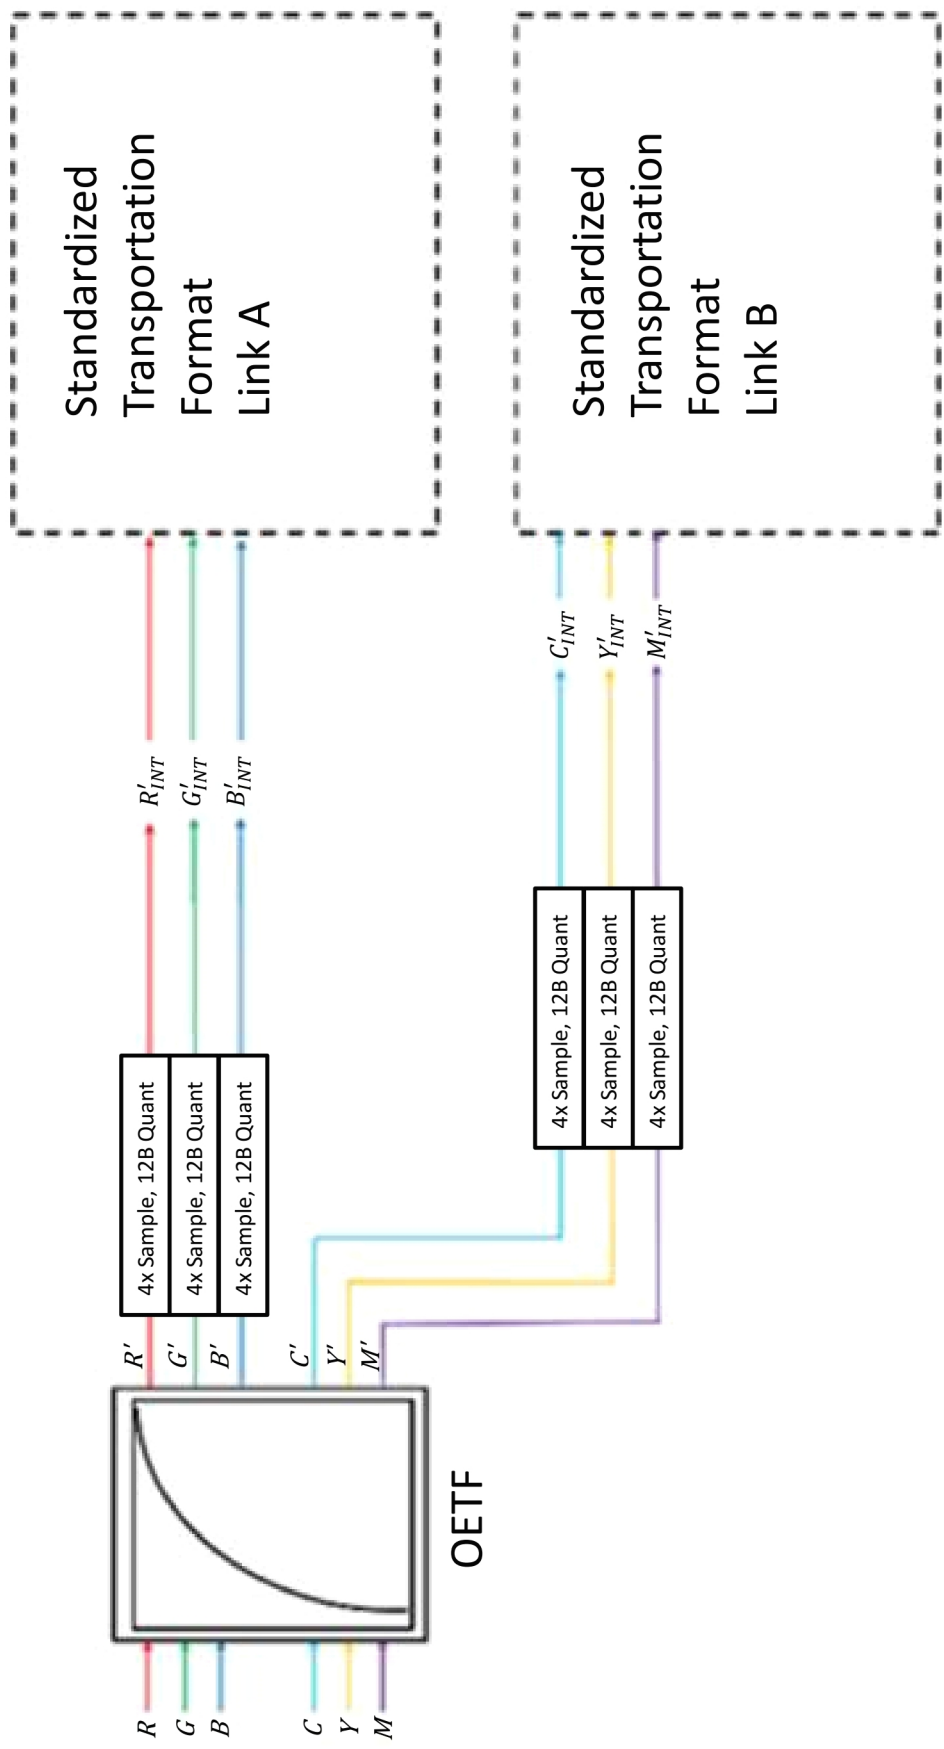 R
G
B
C
Y
M
OETF
R'
G'
B'
C'
Y'
M'
4x Sample, 12B Quant
4x Sample, 12B Quant
4x Sample, 12B Quant
4x Sample, 12B Quant
4x Sample, 12B Quant
4x Sample, 12B Quant
R'INT
G'INT
B'INT
C'INT
Y'INT
M'INT
Standardized
Transportation
Format
Link A
Standardized
Transportation
Format
Link B